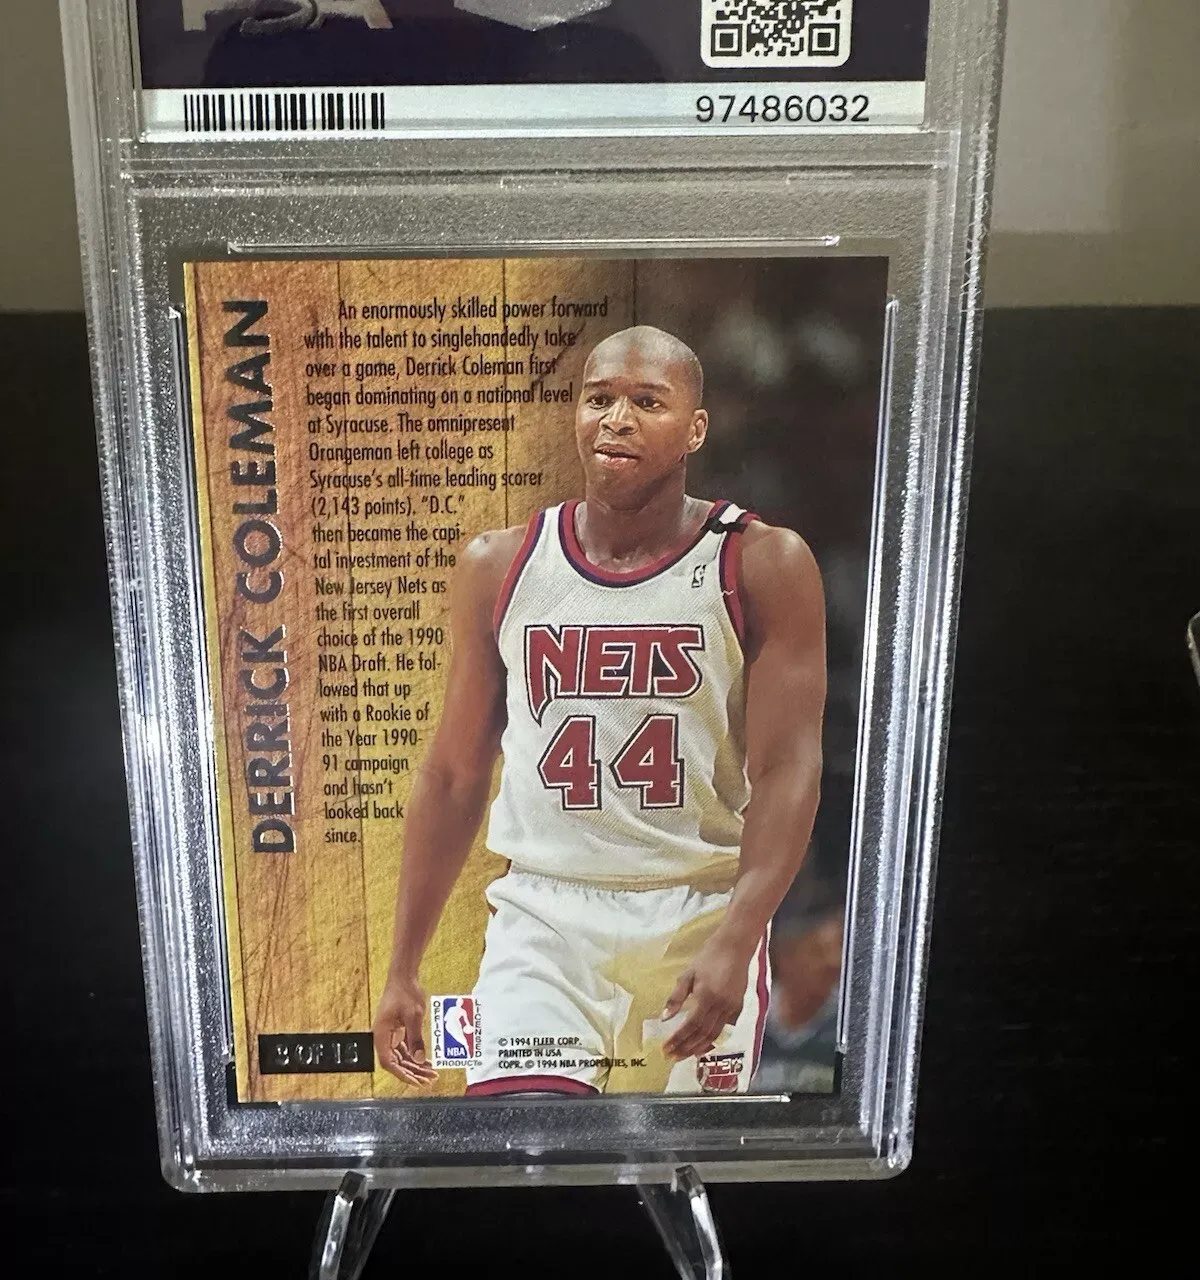 PSA
97486032
DERRICK COLEMAN
An enormously skilled power forward
with the talent to singlehandedly take
over a game, Derrick Coleman first
began dominating on a national level
at Syracuse. The omnipresent
Orangeman left college as
Syracuse's all-time leading scorer
(2,143 points). "D.C."
then became the capi-
tal investment of the
New Jersey Nets as
the first overall
choice of the 1990
NBA Draft. He fol-
lowed that up
with a Rookie of
the Year 1990-
91 campaign
and hasn't
looked back
since.
NETS
44
OFFICIAL
LICENSED
NBA
PRODUCT®
© 1994 FLEER CORP.
PRINTED IN USA
COPR. © 1994 NBA PROPERTIES, INC.
NETS
OF 15